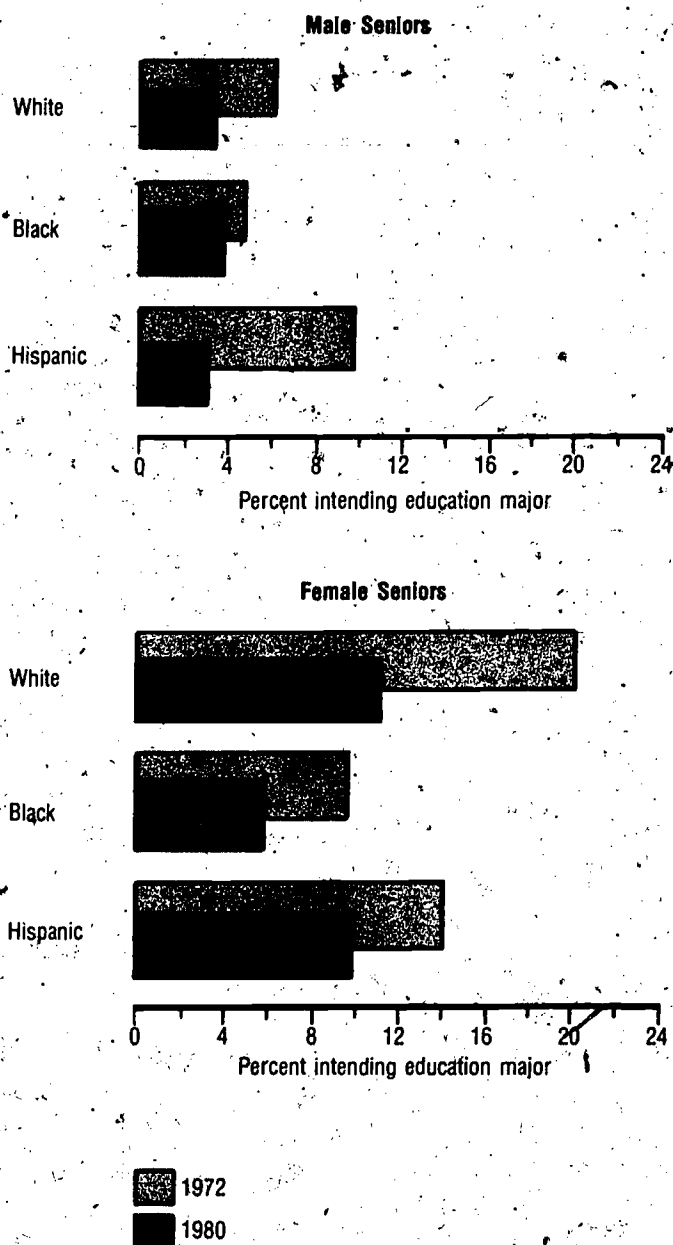 Male Seniors
White
Black
Hispanic
0 4 8 12 16 20 24
Percent intending education major
Female Seniors
White
Black
Hispanic
0 4 8 12 16 20 24
Percent intending education major
1972
1980